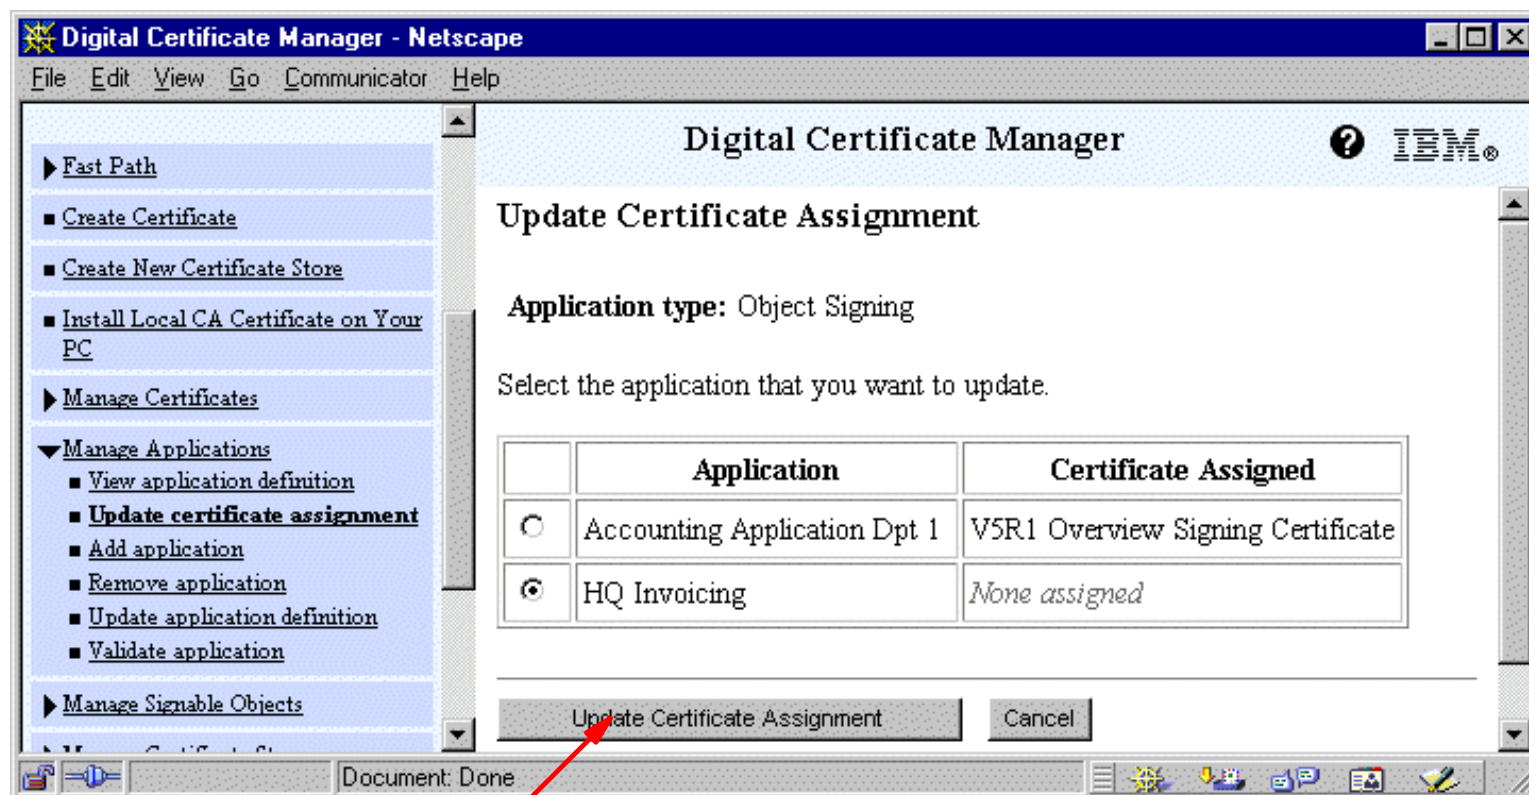 Digital Certificate Manager - Netscape
File Edit View Go Communicator Help
Fast Path
Create Certificate
Create New Certificate Store
Install Local CA Certificate on Your
PC
Manage Certificates
Manage Applications
View application definition
Update certificate assignment
Add application
Remove application
Update application definition
Validate application
Manage Signable Objects
Digital Certificate Manager
IBM®
Update Certificate Assignment
Application type: Object Signing
Select the application that you want to update.
Application Certificate Assigned
Accounting Application Dpt 1 V5R1 Overview Signing Certificate
HQ Invoicing None assigned
Update Certificate Assignment Cancel
Document: Done